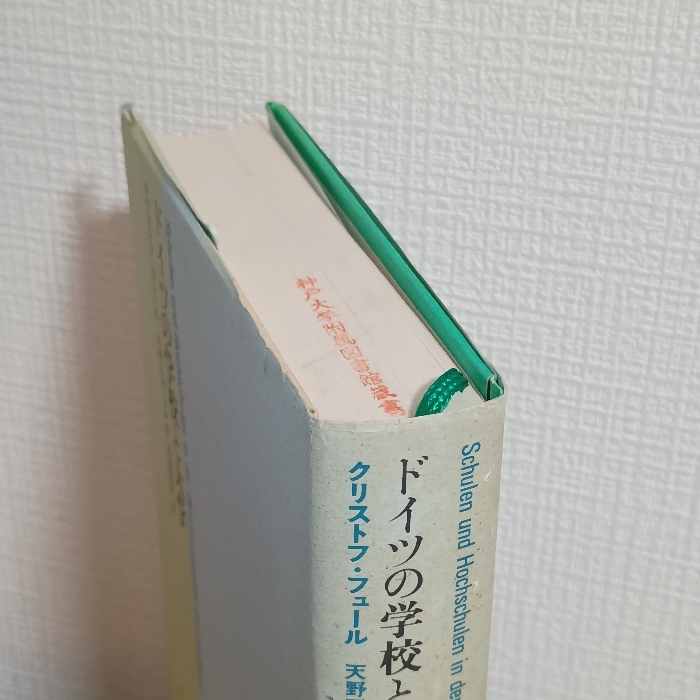 神戸大学附属図書館蔵書
Schulen und Hochschulen in de
ドイツの学校と
クリストフ・フュール 天野